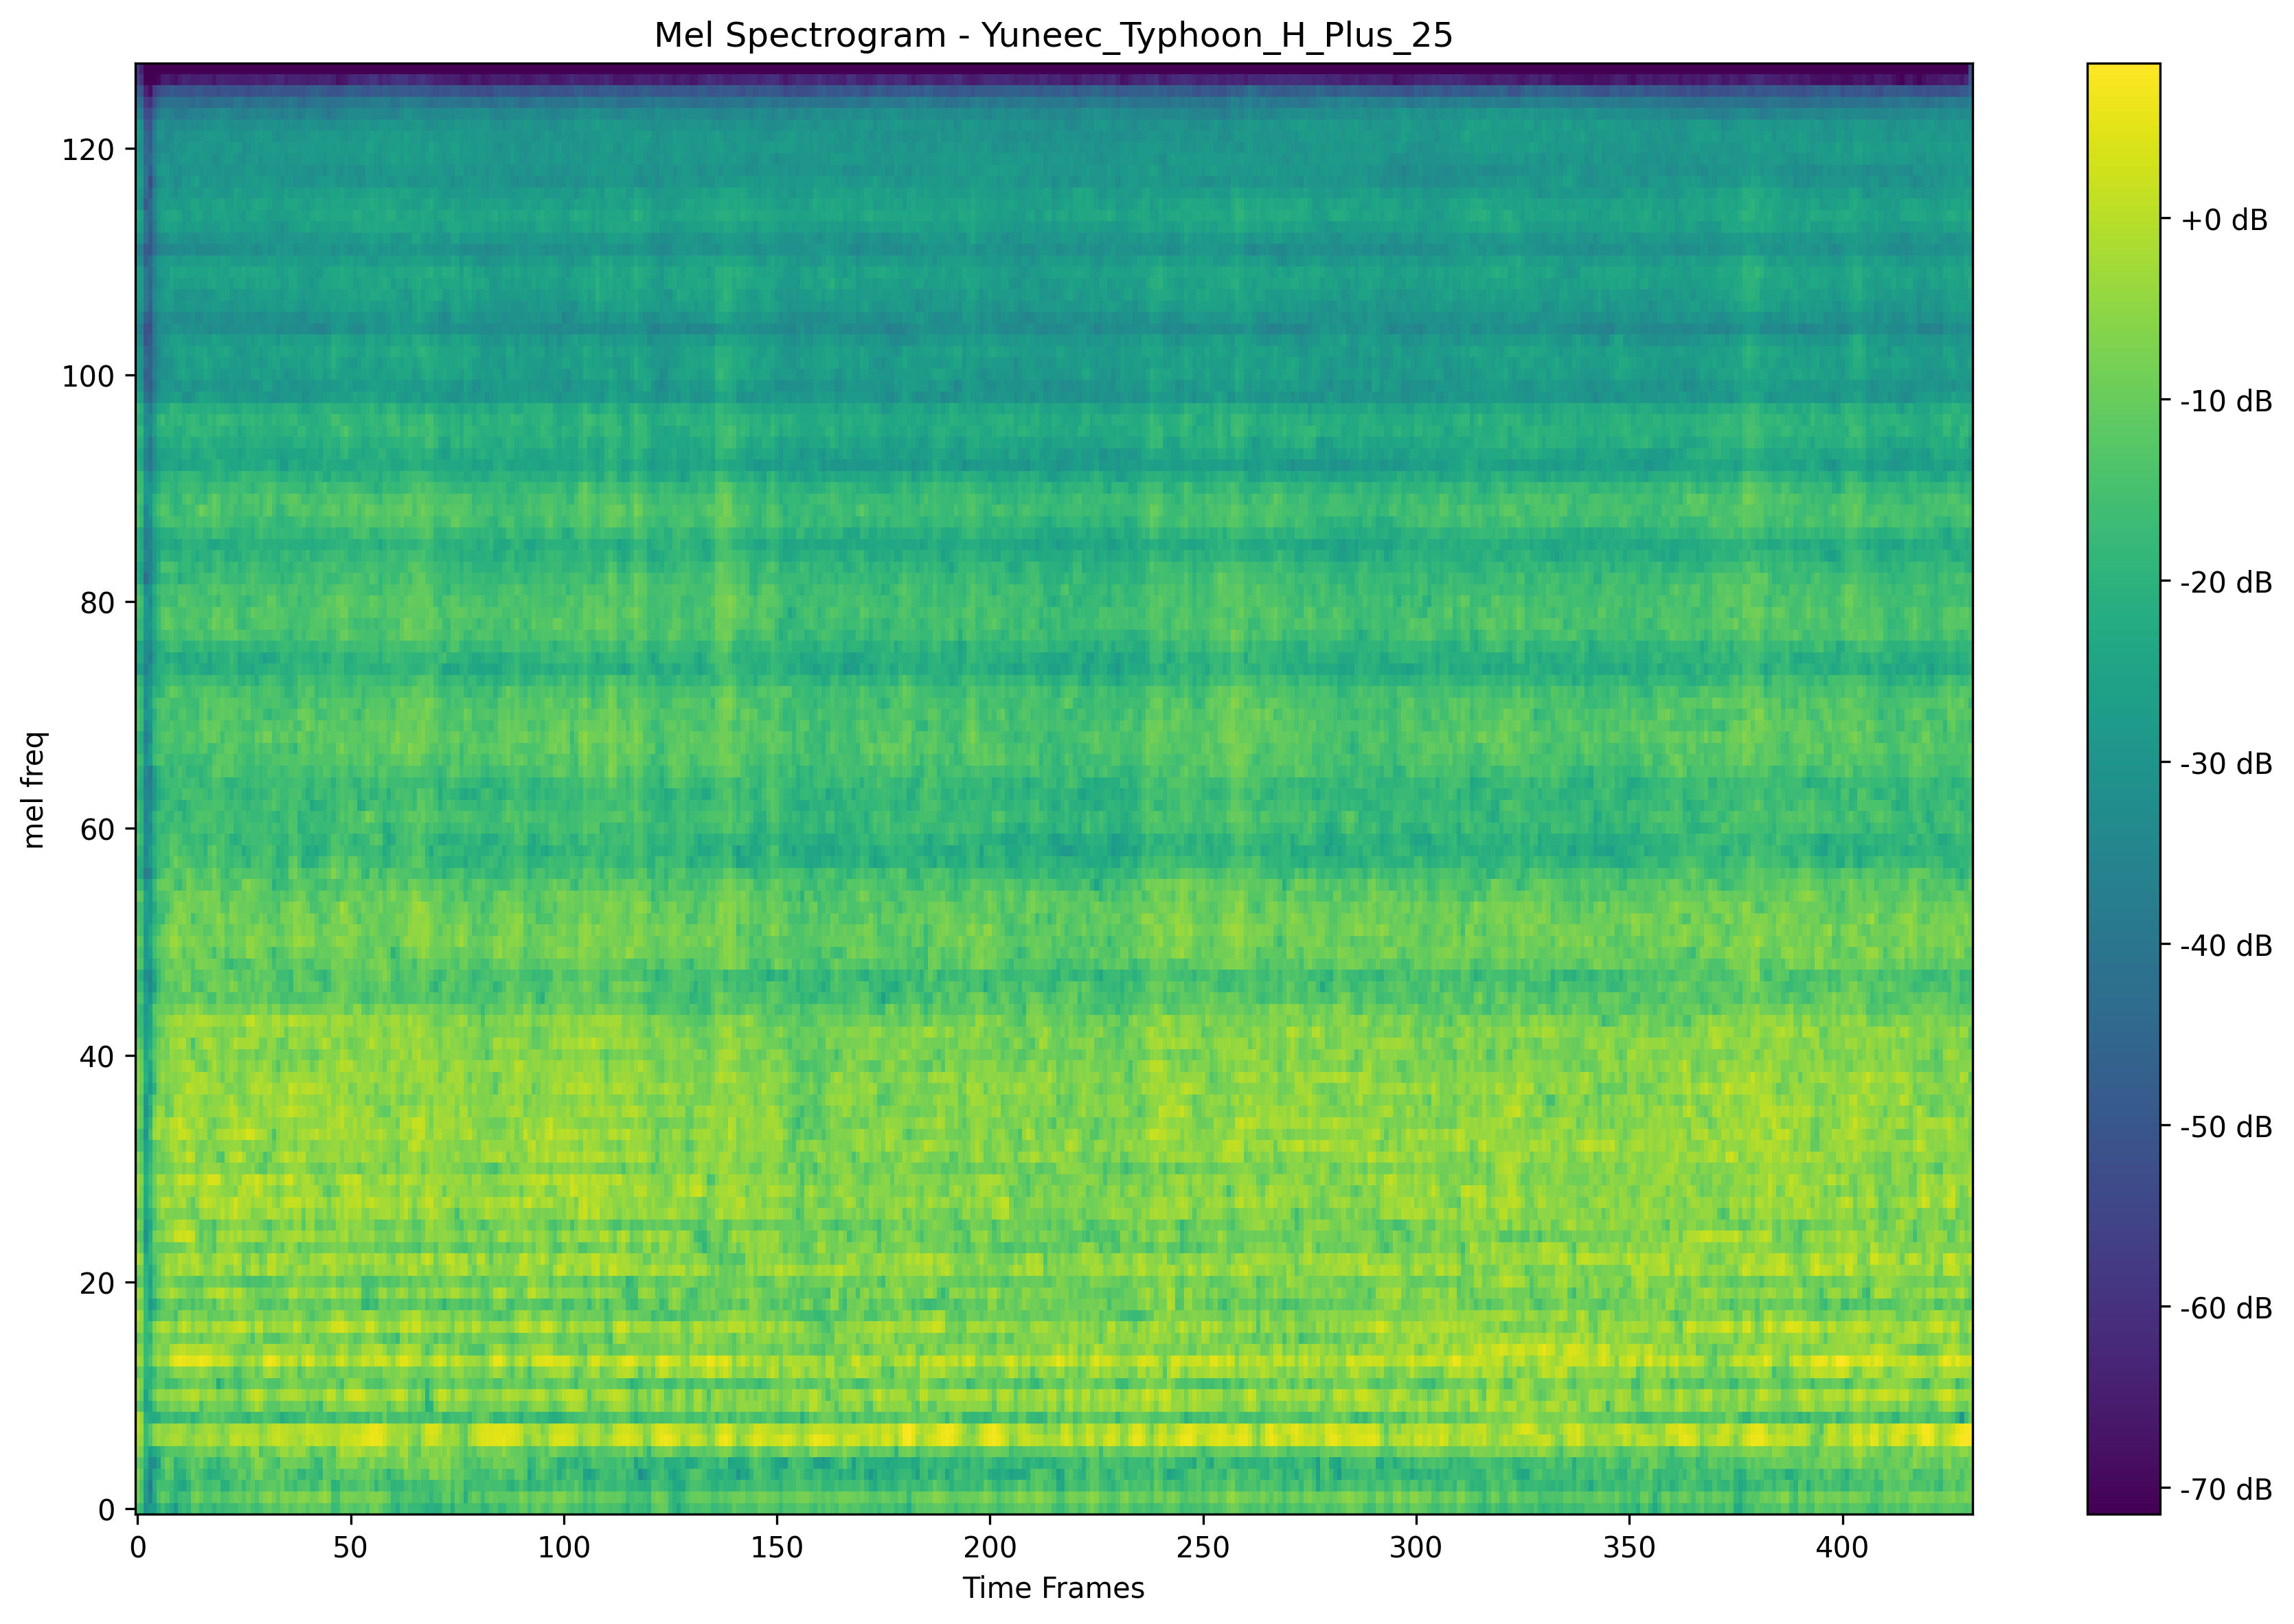 Mel Spectrogram - Yuneec_Typhoon_H_Plus_25
mel freq
120
100
80
60
40
20
0
0 50 100 150 200 250 300 350 400
Time Frames
+0 dB
-10 dB
-20 dB
-30 dB
-40 dB
-50 dB
-60 dB
-70 dB